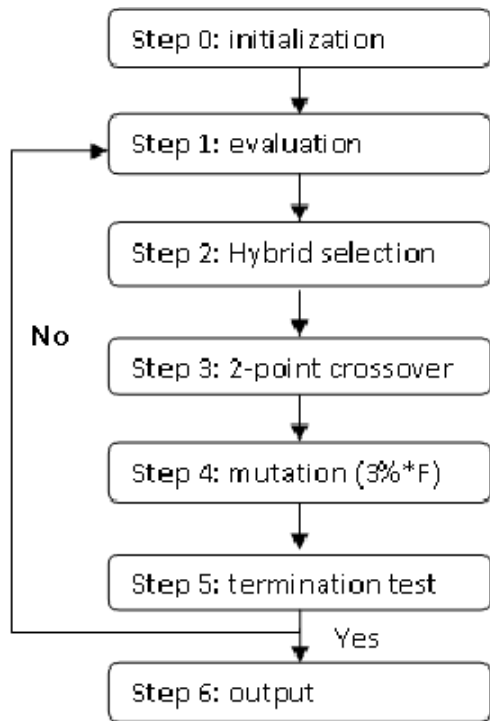 Step 0: initialization
Step 1: evaluation
Step 2: Hybrid selection
No
Step 3: 2-point crossover
Step 4: mutation (3%*F)
Step 5: termination test
Yes
Step 6: output